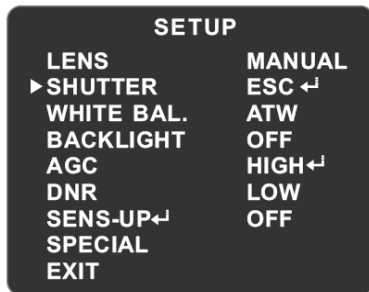 SETUP
LENS MANUAL
▶SHUTTER ESC↵
WHITE BAL. ATW
BACKLIGHT OFF
AGC HIGH↵
DNR LOW
SENS-UP↵ OFF
SPECIAL
EXIT